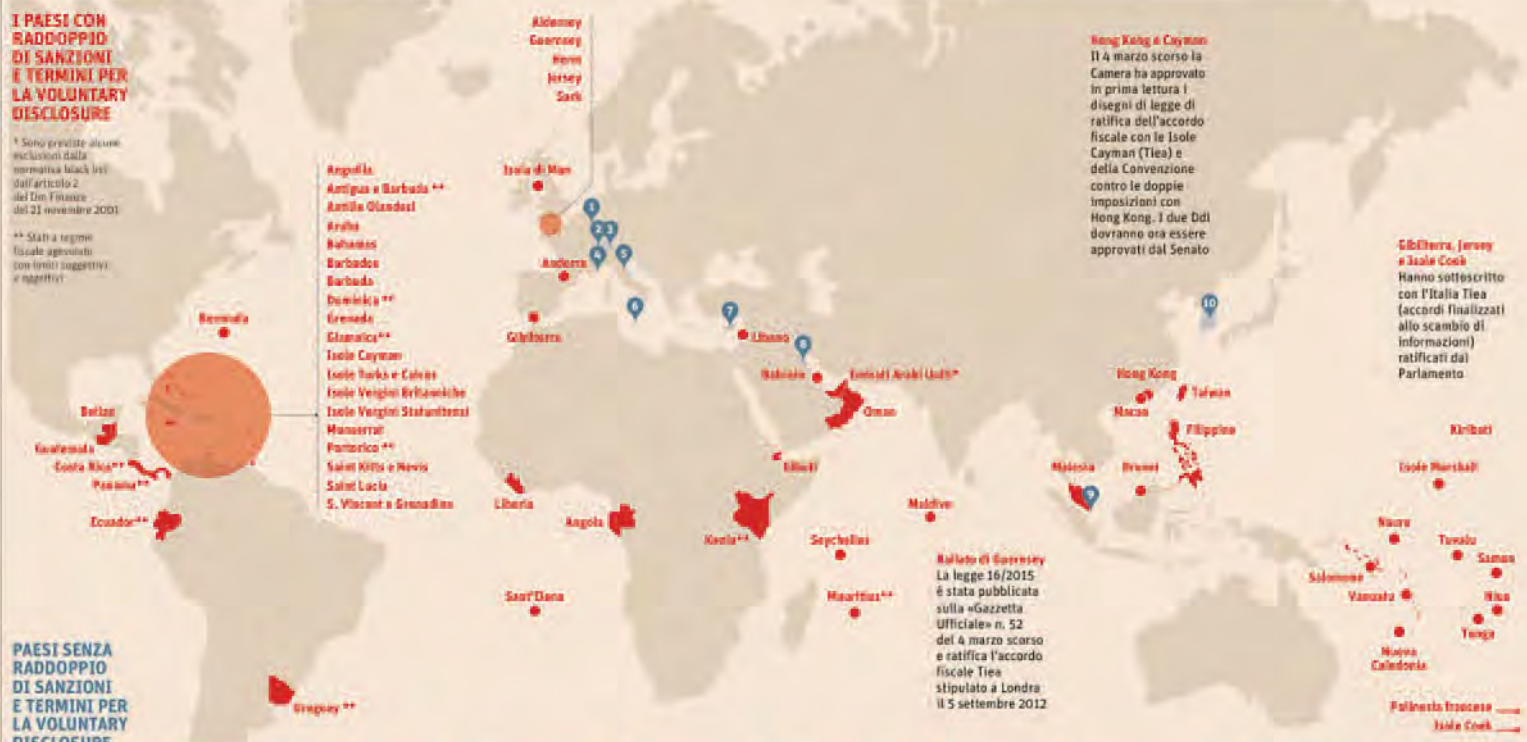 I PAESI CON
RADDOPPIO
DI SANZIONI
E TERMINI PER
LA VOLUNTARY
DISCLOSURE
* Sono previste alcune
esclusioni dalla
normativa black list
dall'articolo 2
del Dm Finanze
del 21 novembre 2001
** Stati a regime
fiscale agevolato
con limiti soggettivi
e oggettivi
Alderney
Guernsey
Herm
Jersey
Sark
Isola di Man
Andorra
Gibilterra
Anguilla
Antigua e Barbuda **
Antille Olandesi
Aruba
Bahamas
Barbados
Barbuda
Dominica **
Grenada
Giamaica **
Isole Cayman
Isole Turks e Caicos
Isole Vergini Britanniche
Isole Vergini Statunitensi
Monserrat
Portorico **
Saint Kitts e Nevis
Saint Lucia
S. Vincent e Grenadine
Bermuda
Belize
Guatemala
Costa Rica**
Panama**
Ecuador**
Uruguay **
1
2
3
4
5
6
7
8
9
10
Libano
Bahrein
Emirati Arabi Uniti*
Oman
Gibuti
Liberia
Angola
Kenia**
Sant'Elena
Seychelles
Mauritius**
Maldive
Hong Kong e Cayman
Il 4 marzo scorso la
Camera ha approvato
in prima lettura i
disegni di legge di
ratifica dell'accordo
fiscale con le Isole
Cayman (Tiea) e
della Convenzione
contro le doppie
imposizioni con
Hong Kong. I due Ddl
dovranno ora essere
approvati dal Senato
Gibilterra, Jersey
e Isole Cook
Hanno sottoscritto
con l'Italia Tiea
(accordi finalizzati
allo scambio di
informazioni)
ratificati dal
Parlamento
Hong Kong
Taiwan
Macao
Filippine
Malesia
Brunei
Kiribati
Isole Marshall
Nauru
Tuvalu
Samoa
Salomone
Vanuatu
Niue
Tonga
Nuova
Caledonia
Polinesia francese
Isole Cook
Baliato di Guernsey
La legge 16/2015
è stata pubblicata
sulla «Gazzetta
Ufficiale» n. 52
del 4 marzo scorso
e ratifica l'accordo
fiscale Tiea
stipulato a Londra
il 5 settembre 2012
PAESI SENZA
RADDOPPIO
DI SANZIONI
E TERMINI PER
LA VOLUNTARY
DISCLOSURE